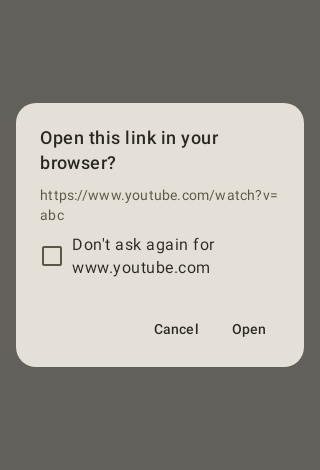 Open this link in your
browser?
https://www.youtube.com/watch?v=
abc
Don't ask again for
www.youtube.com
Cancel Open